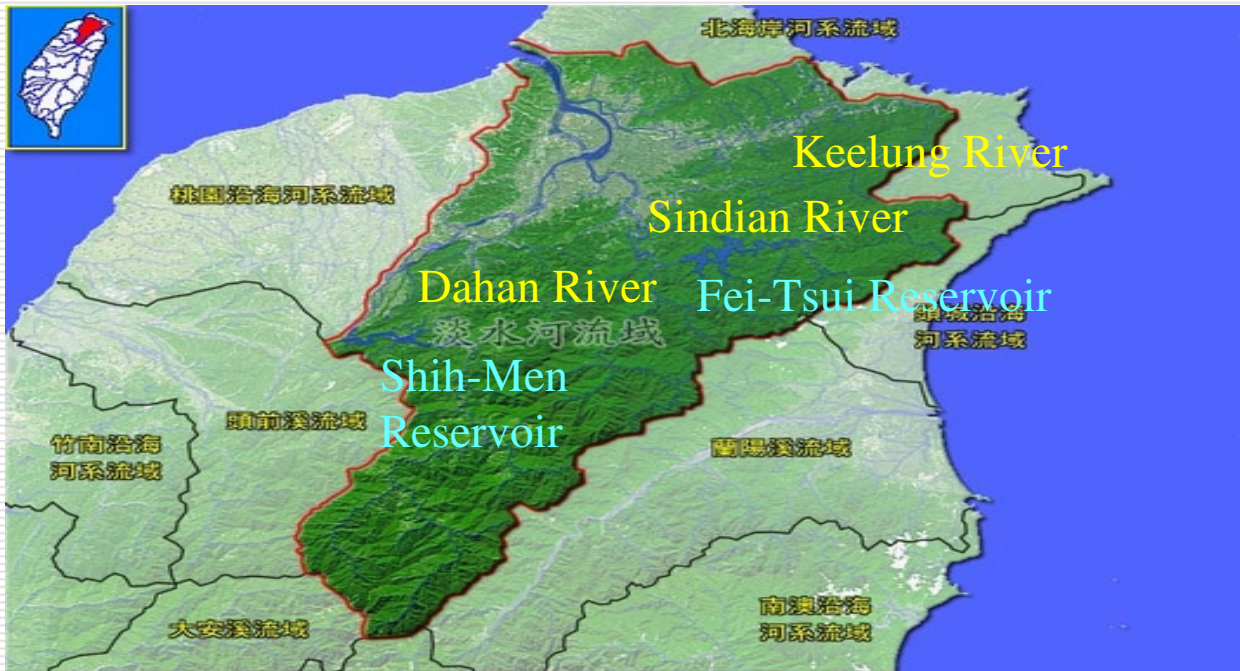 北海岸河系流域
Keelung River
桃園沿海河系流域
Sindian River
Dahan River
Fei-Tsui Reservoir
頭城沿海
河系流域
淡水河流域
Shih-Men
Reservoir
頭前溪流域
竹南沿海
河系流域
蘭陽溪流域
南澳沿海
河系流域
大安溪流域